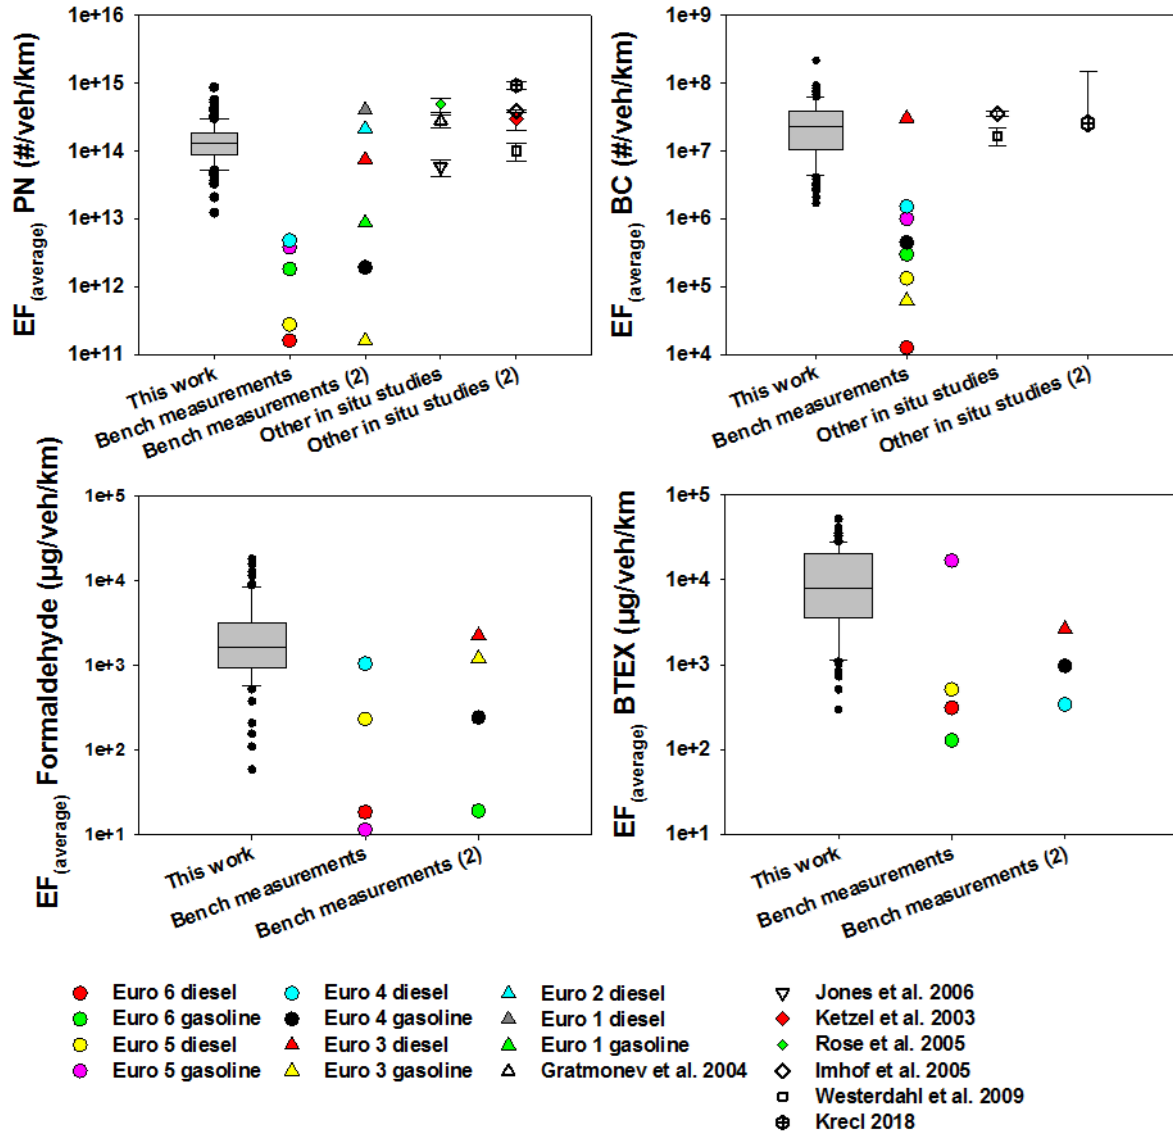 1e+16
1e+15
1e+14
1e+13
1e+12
1e+11
EF(average) PN (#/veh/km)
This work
Bench measurements
Bench measurements (2)
Other in situ studies
Other in situ studies (2)
1e+9
1e+8
1e+7
1e+6
1e+5
1e+4
EF(average) BC (#/veh/km)
This work
Bench measurements
Other in situ studies
Other in situ studies (2)
1e+5
1e+4
1e+3
1e+2
1e+1
EF(average) Formaldehyde (µg/veh/km)
This work
Bench measurements
Bench measurements (2)
1e+5
1e+4
1e+3
1e+2
1e+1
EF(average) BTEX (µg/veh/km
This work
Bench measurements
Bench measurements (2)
Euro 6 diesel
Euro 6 gasoline
Euro 5 diesel
Euro 5 gasoline
Euro 4 diesel
Euro 4 gasoline
Euro 3 diesel
Euro 3 gasoline
Euro 2 diesel
Euro 1 diesel
Euro 1 gasoline
Gratmonev et al. 2004
Jones et al. 2006
Ketzel et al. 2003
Rose et al. 2005
Imhof et al. 2005
Westerdahl et al. 2009
Krecl 2018